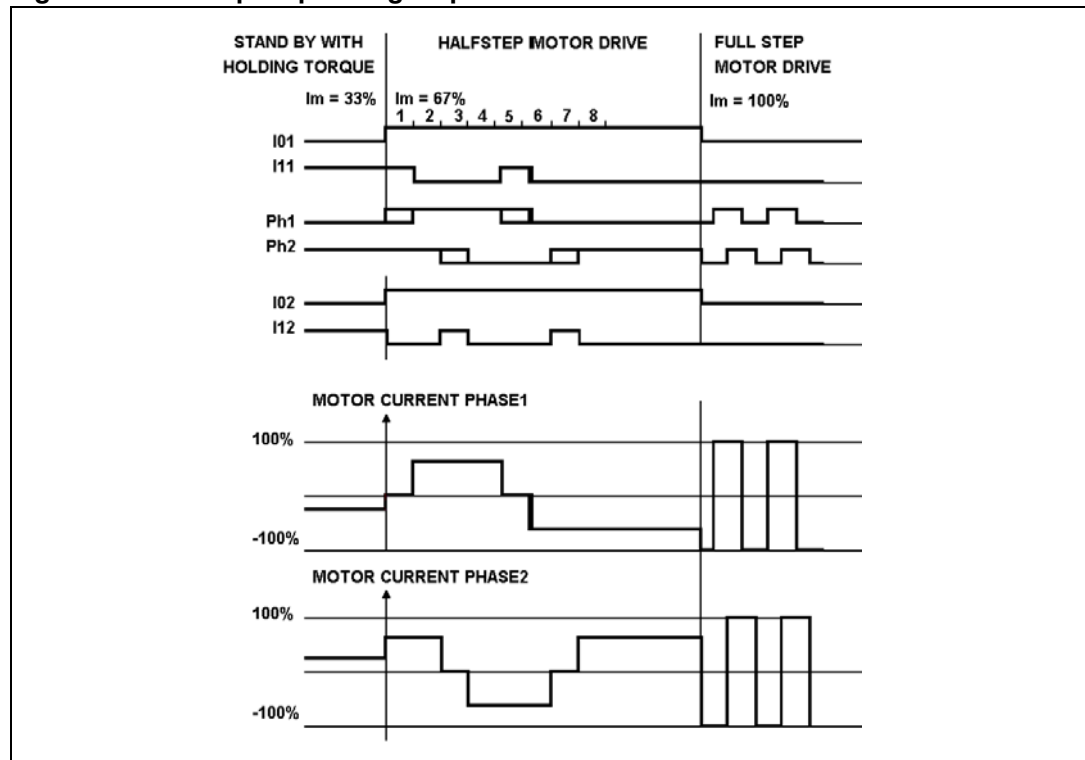 STAND BY WITH
HOLDING TORQUE
HALFSTEP MOTOR DRIVE
FULL STEP
MOTOR DRIVE
Im = 33%
Im = 67%
Im = 100%
1 2 3 4 5 6 7 8
I01
I11
Ph1
Ph2
I02
I12
MOTOR CURRENT PHASE1
100%
-100%
MOTOR CURRENT PHASE2
100%
-100%